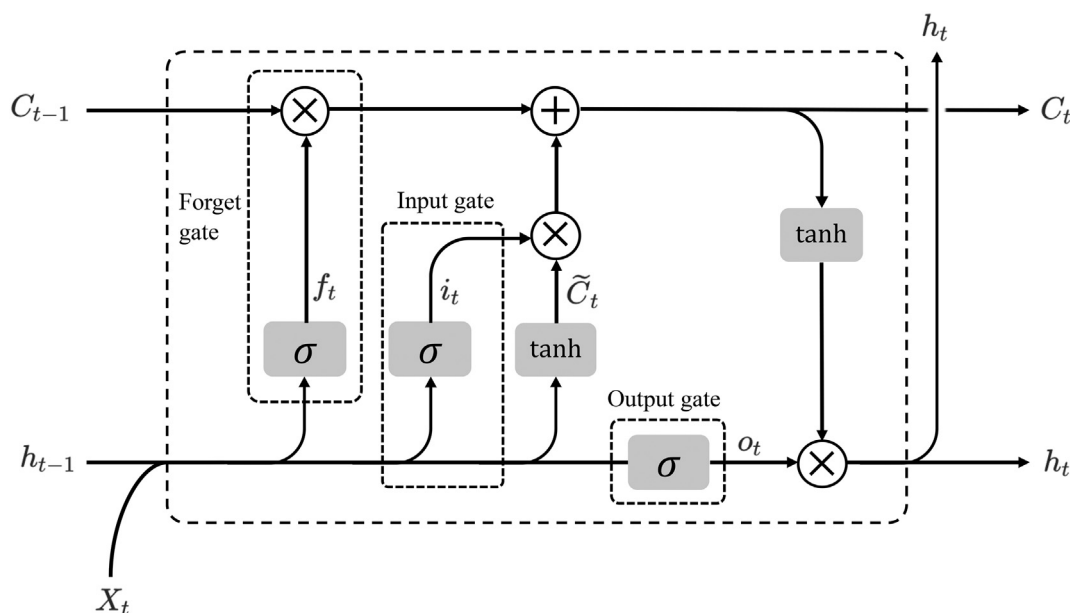 h_t
C_{t-1}
×
+
C_t
Forget
gate
Input gate
×
tanh
f_t
i_t
C̃_t
σ
σ
tanh
Output gate
h_{t-1}
σ
o_t
×
h_t
X_t